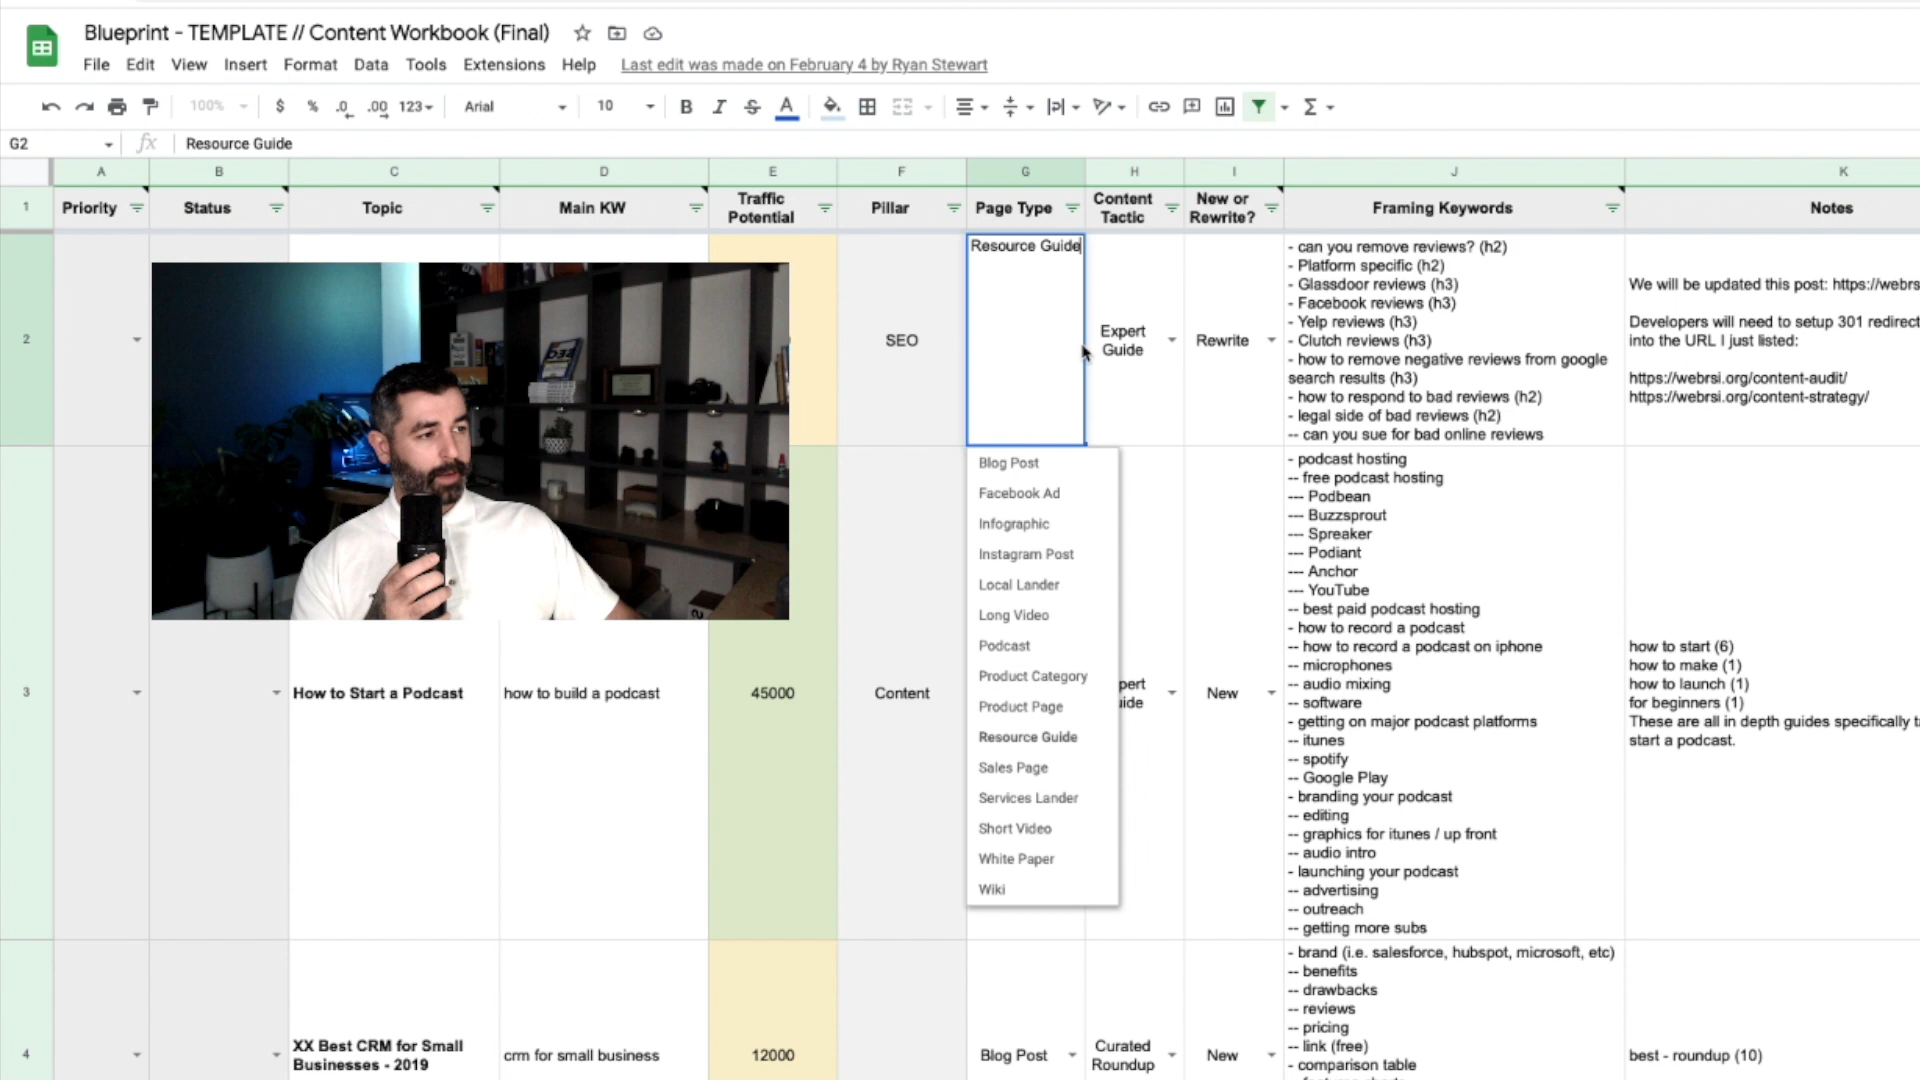 Blueprint - TEMPLATE // Content Workbook (Final)
File Edit View Insert Format Data Tools Extensions Help Last edit was made on February 4 by Ryan Stewart
100% $ % .0 .00 123 Arial 10 B I S A Σ
G2 fx Resource Guide
A B C D E F G H I J K
1 Priority Status Topic Main KW Traffic Potential Pillar Page Type Content Tactic New or Rewrite? Framing Keywords Notes
2
SEO
Resource Guide
Expert
Guide
Rewrite
- can you remove reviews? (h2)
- Platform specific (h2)
- Glassdoor reviews (h3)
- Facebook reviews (h3)
- Yelp reviews (h3)
- Clutch reviews (h3)
- how to remove negative reviews from google
search results (h3)
- how to respond to bad reviews (h2)
- legal side of bad reviews (h2)
-- can you sue for bad online reviews
We will be updated this post: https://webrs
Developers will need to setup 301 redirect
into the URL I just listed:
https://webrsi.org/content-audit/
https://webrsi.org/content-strategy/
SEO
Blog Post
Facebook Ad
Infographic
Instagram Post
Local Lander
Long Video
Podcast
Product Category
Product Page
Resource Guide
Sales Page
Services Lander
Short Video
White Paper
Wiki
3
How to Start a Podcast
how to build a podcast
45000
Content
pert
uide
New
- podcast hosting
-- free podcast hosting
--- Podbean
--- Buzzsprout
--- Spreaker
--- Podiant
--- Anchor
--- YouTube
-- best paid podcast hosting
- how to record a podcast
-- how to record a podcast on iphone
-- microphones
-- audio mixing
-- software
- getting on major podcast platforms
-- itunes
-- spotify
-- Google Play
- branding your podcast
-- editing
-- graphics for itunes / up front
-- audio intro
- launching your podcast
-- advertising
-- outreach
-- getting more subs
how to start (6)
how to make (1)
how to launch (1)
for beginners (1)
These are all in depth guides specifically t
start a podcast.
4
XX Best CRM for Small
Businesses - 2019
crm for small business
12000
Blog Post
Curated
Roundup
New
- brand (i.e. salesforce, hubspot, microsoft, etc)
-- benefits
-- drawbacks
-- reviews
-- pricing
-- link (free)
- comparison table
best - roundup (10)